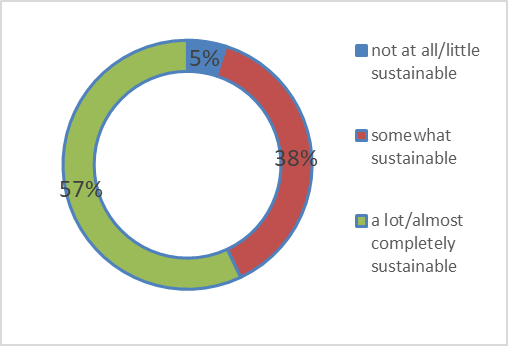 5%
38%
57%
not at all/little
sustainable
somewhat
sustainable
a lot/almost
completely
sustainable